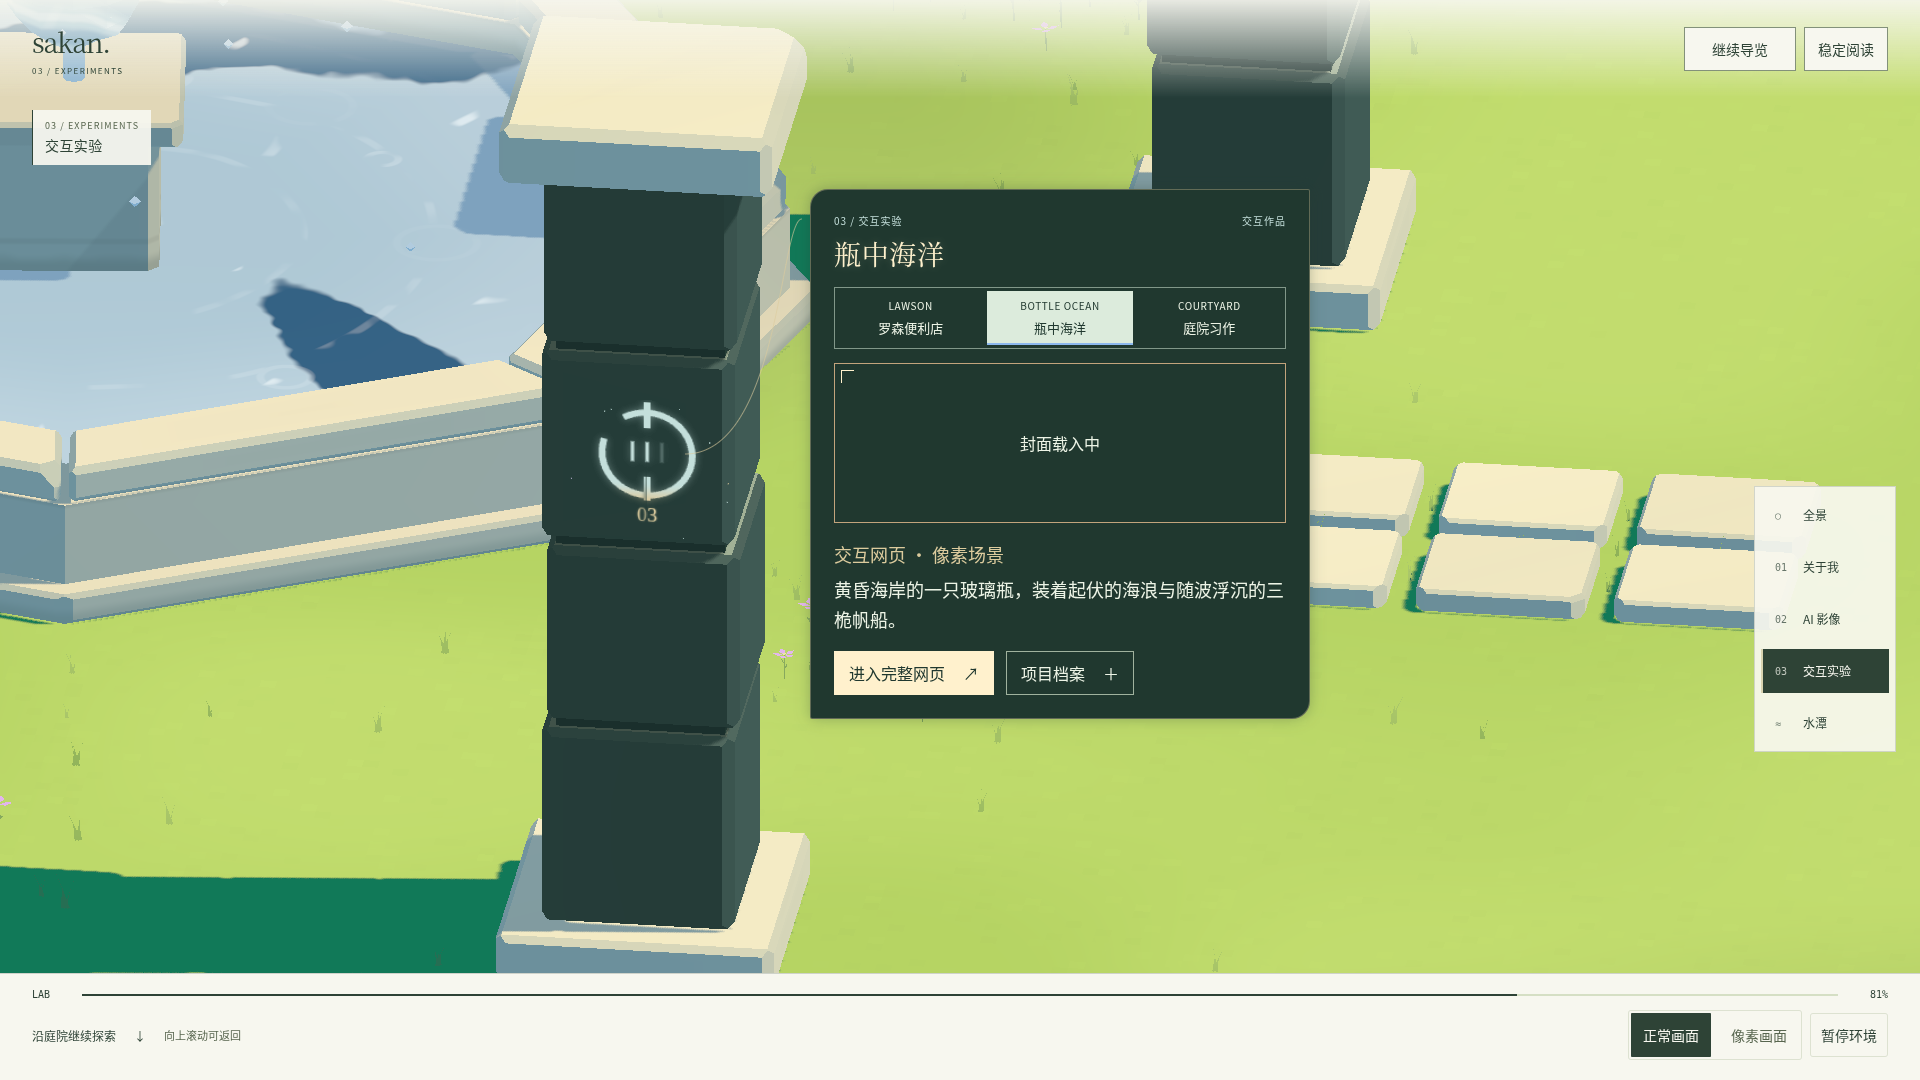 sakan.
03 / EXPERIMENTS
继续导览
稳定阅读
03 / EXPERIMENTS
交互实验
03 / 交互实验
交互作品
瓶中海洋
LAWSON
罗森便利店
BOTTLE OCEAN
瓶中海洋
COURTYARD
庭院习作
封面载入中
03
交互网页 · 像素场景
黄昏海岸的一只玻璃瓶，装着起伏的海浪与随波浮沉的三
桅帆船。
进入完整网页 ↗
项目档案 +
○ 全景
01 关于我
02 AI 影像
03 交互实验
≈ 水潭
LAB
81%
沿庭院继续探索 ↓ 向上滚动可返回
正常画面
像素画面
暂停环境